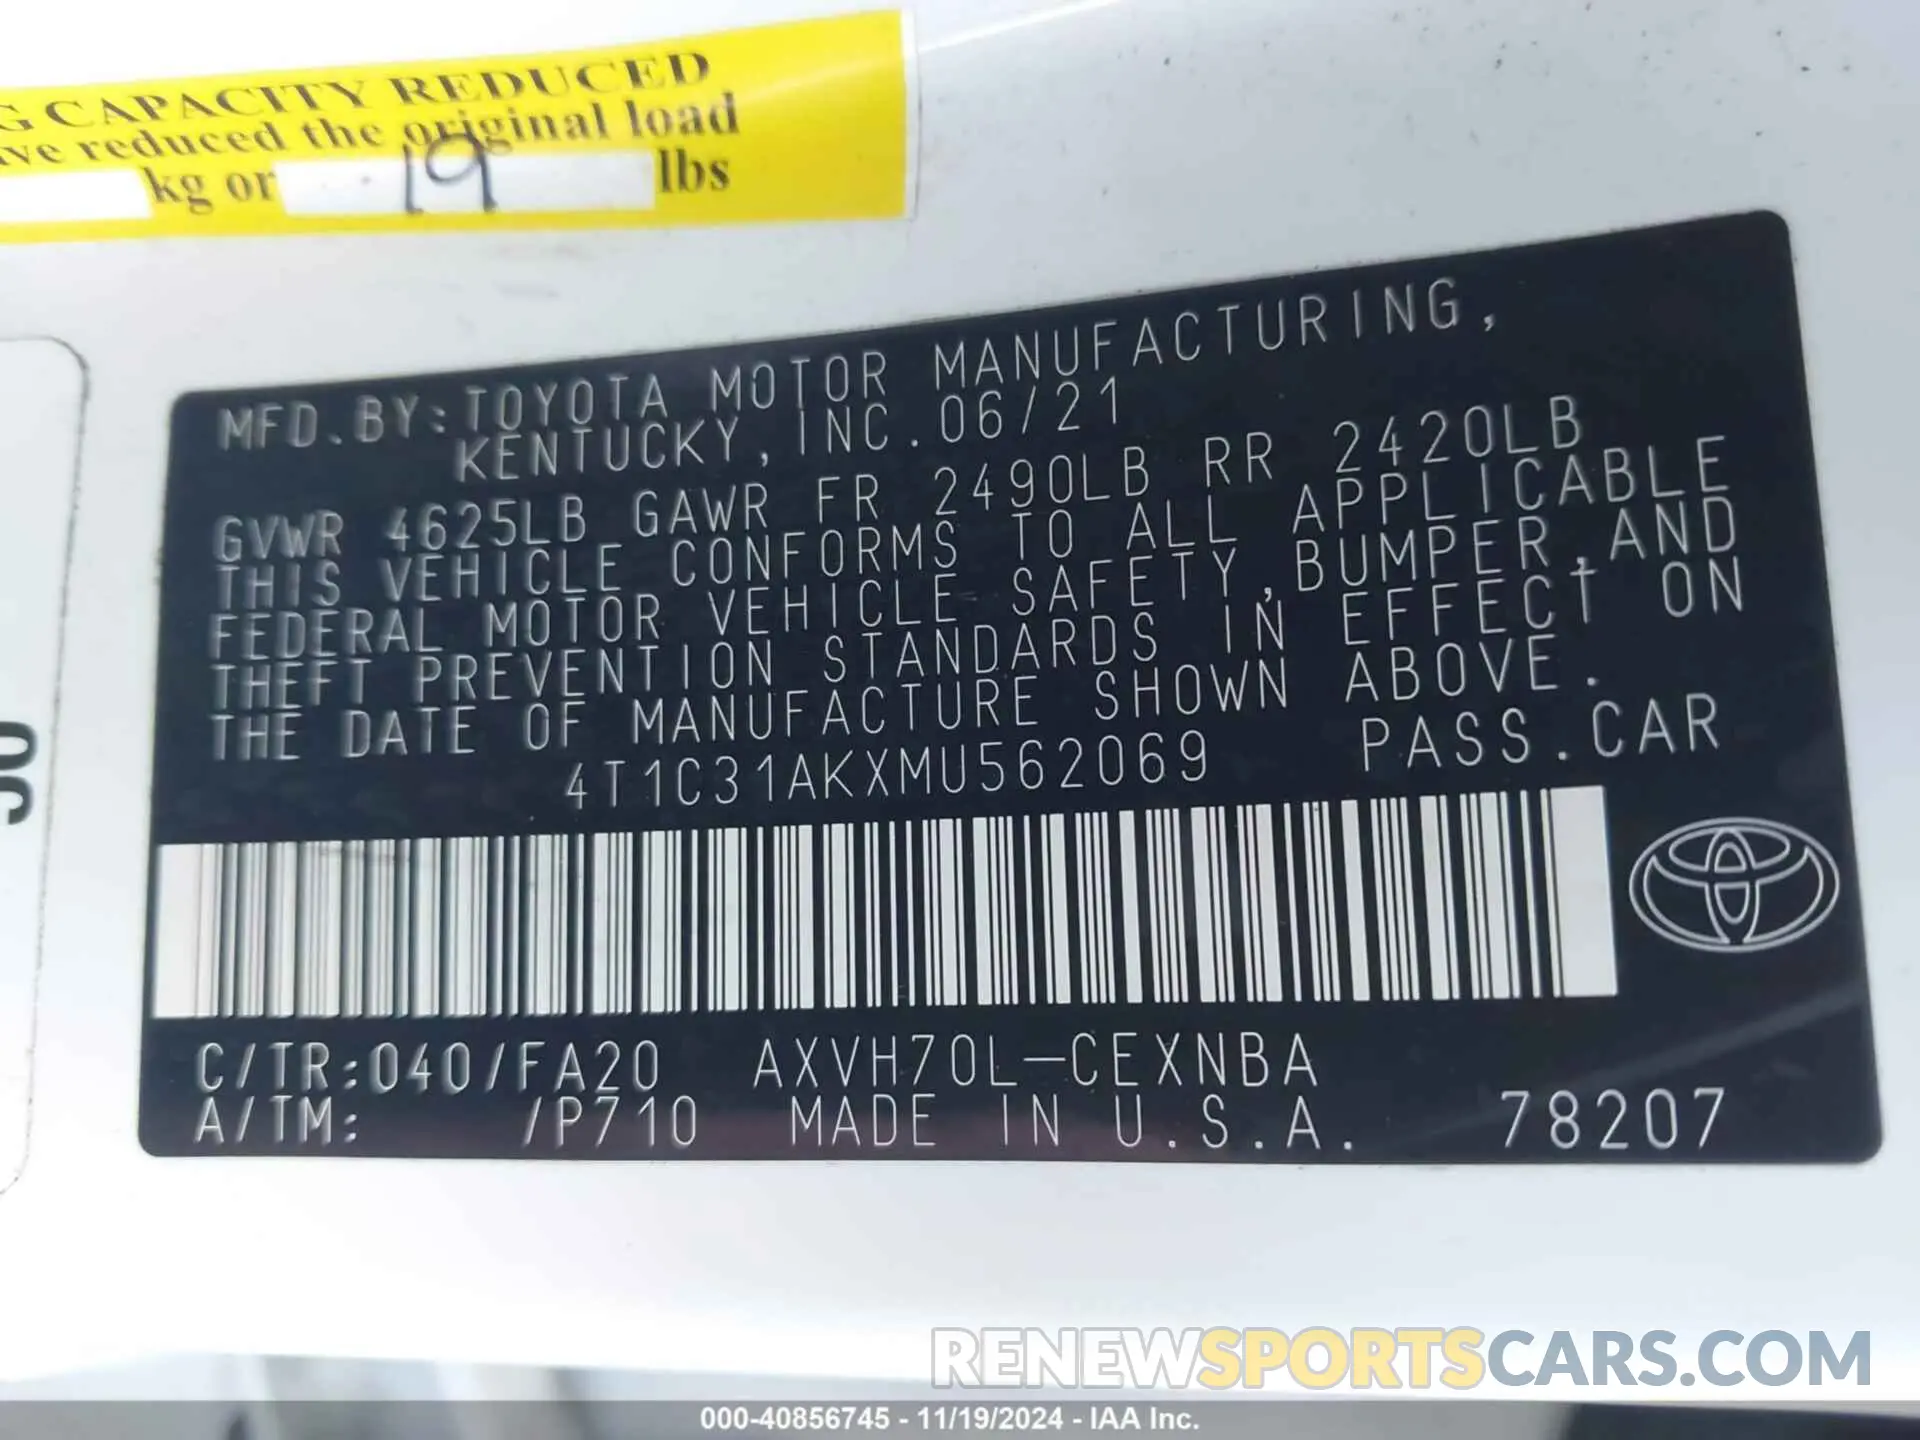 G CAPACITY REDUCED
ve reduced the original load
kg or 19 lbs
MFD.BY:TOYOTA MOTOR MANUFACTURING,
KENTUCKY,INC.06/21
GVWR 4625LB GAWR FR 2490LB RR 2420LB
THIS VEHICLE CONFORMS TO ALL APPLICABLE
FEDERAL MOTOR VEHICLE SAFETY,BUMPER,AND
THEFT PREVENTION STANDARDS IN EFFECT ON
THE DATE OF MANUFACTURE SHOWN ABOVE.
4T1C31AKXMU562069 PASS.CAR
C/TR:040/FA20 AXVH70L-CEXNBA
A/TM: /P710 MADE IN U.S.A. 78207
RENEWSPORTSCARS.COM
000-40856745 - 11/19/2024 - IAA Inc.